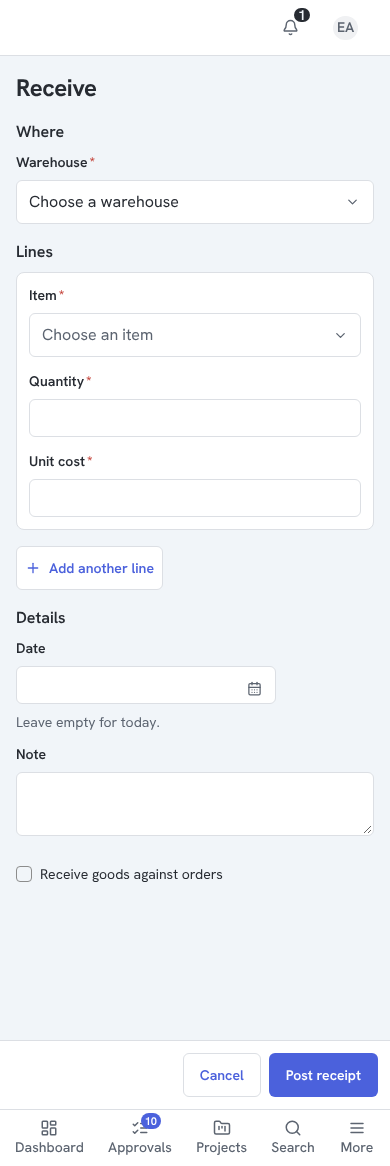 1
EA
Receive
Where
Warehouse *
Choose a warehouse
Lines
Item *
Choose an item
Quantity *
Unit cost *
Add another line
Details
Date
Leave empty for today.
Note
Receive goods against orders
Cancel
Post receipt
10
Dashboard
Approvals
Projects
Search
More